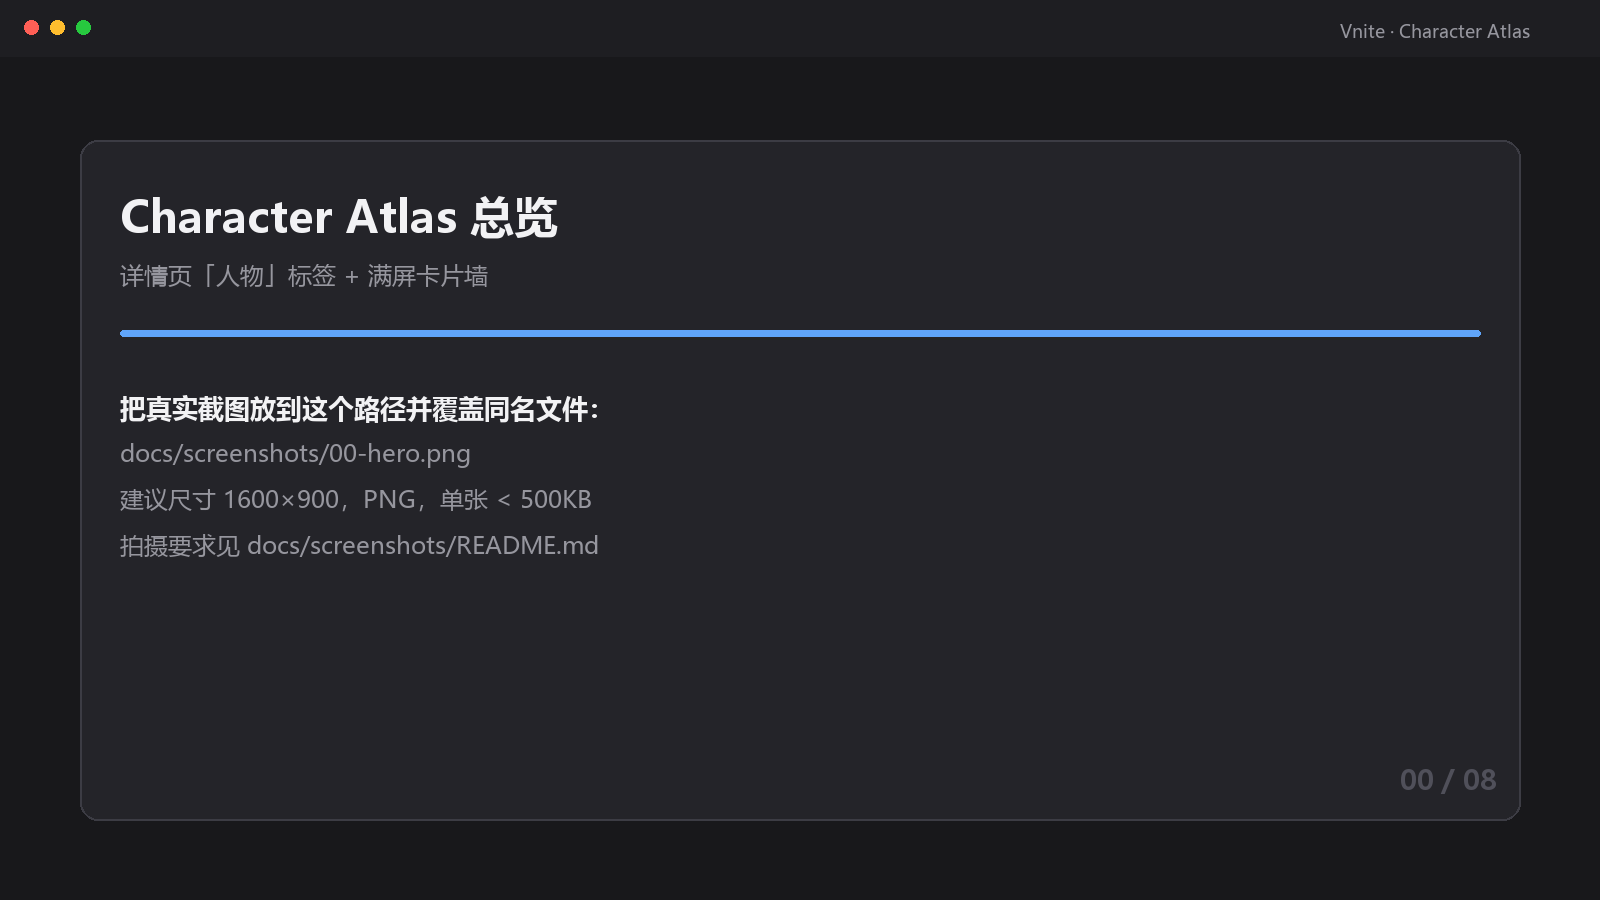 Vnite · Character Atlas
Character Atlas 总览
详情页「人物」标签 + 满屏卡片墙
把真实截图放到这个路径并覆盖同名文件：
docs/screenshots/00-hero.png
建议尺寸 1600×900，PNG，单张 < 500KB
拍摄要求见 docs/screenshots/README.md
00 / 08